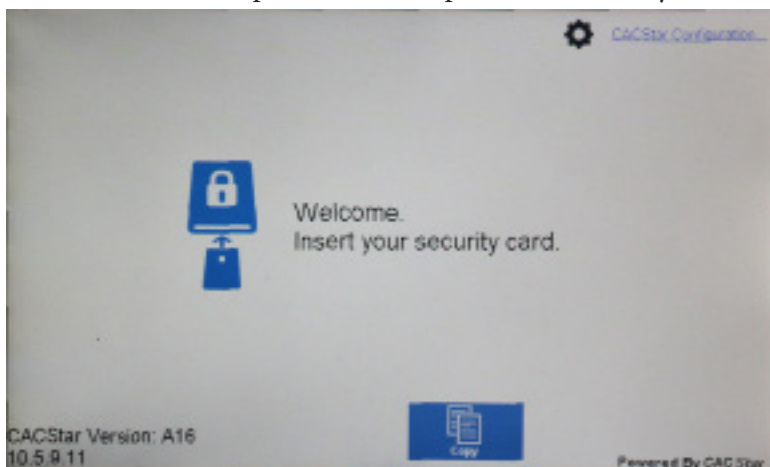 CACStar Configuration...
Welcome.
Insert your security card.
Copy
CACStar Version: A16
10.5.9.11
Powered By CAC Star